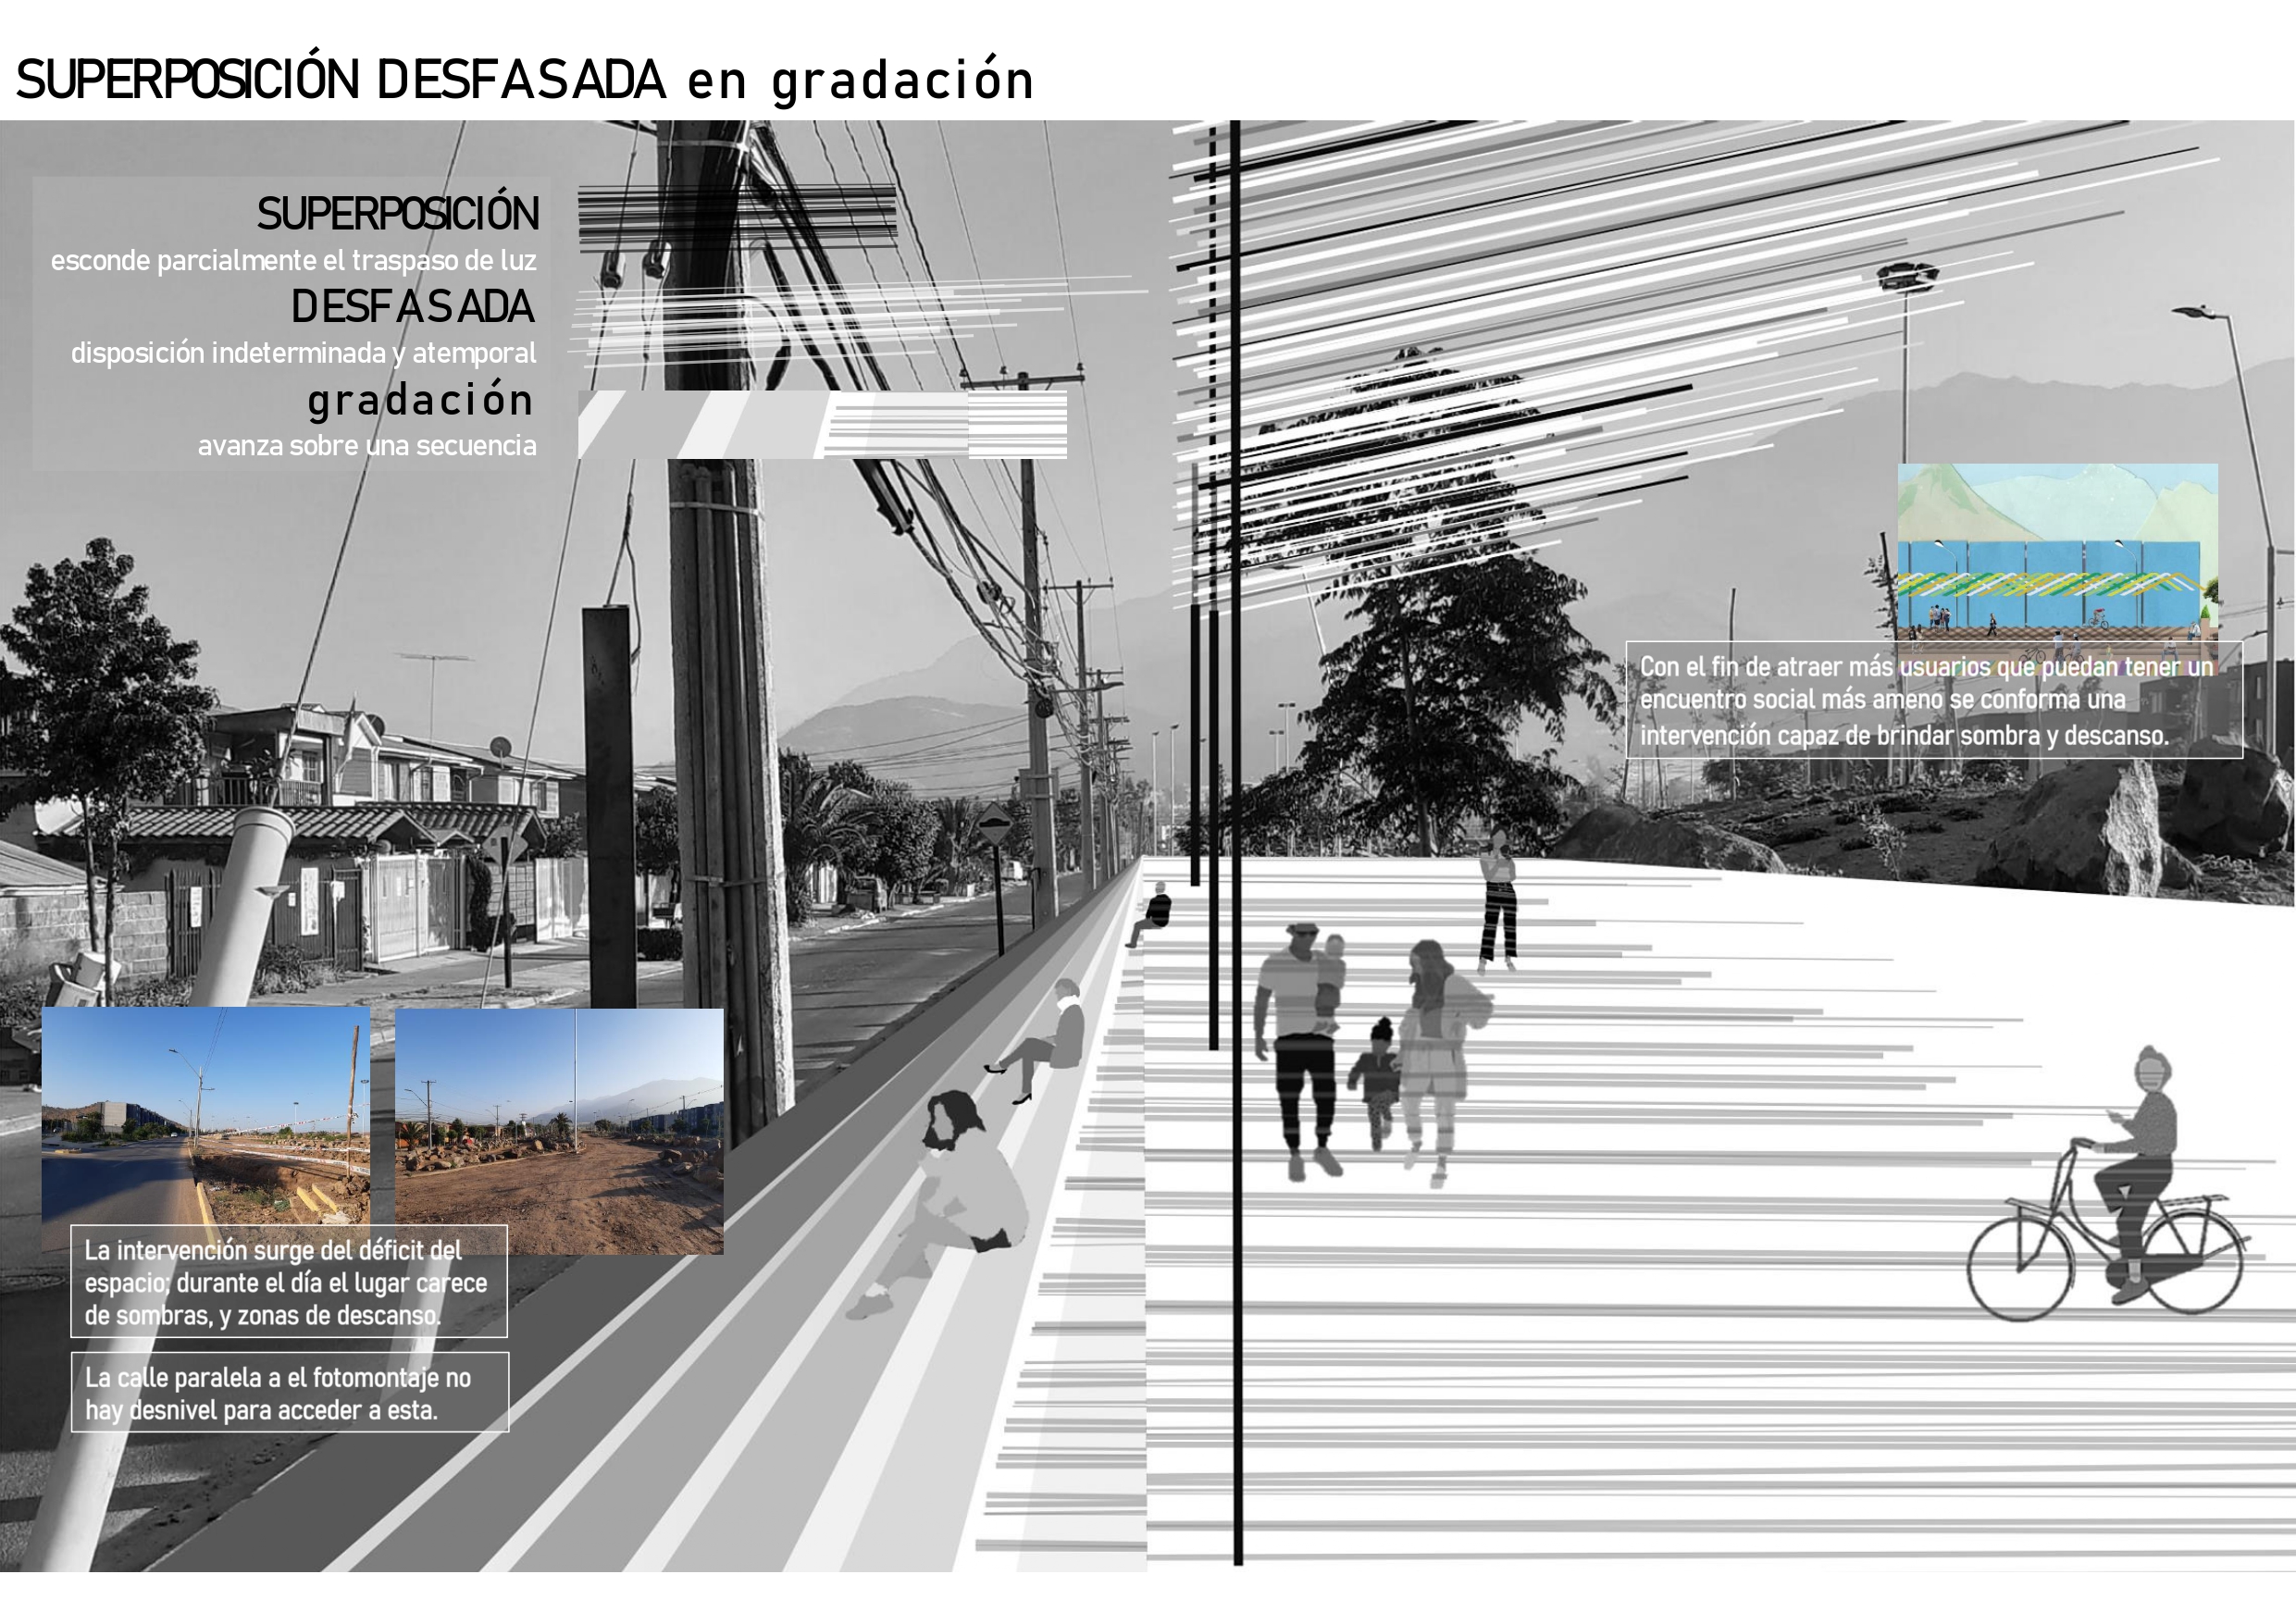 SUPERPOSICIÓN DESFASADA en gradación
SUPERPOSICIÓN
esconde parcialmente el traspaso de luz
DESFASADA
disposición indeterminada y atemporal
gradación
avanza sobre una secuencia
Con el fin de atraer más usuarios que puedan tener un
encuentro social más ameno se conforma una
intervención capaz de brindar sombra y descanso.
La intervención surge del déficit del
espacio; durante el día el lugar carece
de sombras, y zonas de descanso.
La calle paralela a el fotomontaje no
hay desnivel para acceder a esta.